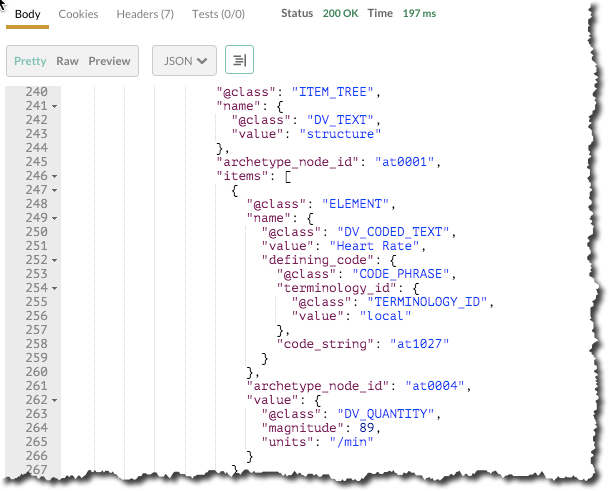 Body Cookies Headers (7) Tests (0/0) Status 200 OK Time 197 ms
Pretty Raw Preview JSON
240 "@class": "ITEM_TREE",
241 "name": {
242 "@class": "DV_TEXT",
243 "value": "structure"
244 },
245 "archetype_node_id": "at0001",
246 "items": [
247 {
248 "@class": "ELEMENT",
249 "name": {
250 "@class": "DV_CODED_TEXT",
251 "value": "Heart Rate",
252 "defining_code": {
253 "@class": "CODE_PHRASE",
254 "terminology_id": {
255 "@class": "TERMINOLOGY_ID",
256 "value": "local"
257 },
258 "code_string": "at1027"
259 }
260 },
261 "archetype_node_id": "at0004",
262 "value": {
263 "@class": "DV_QUANTITY",
264 "magnitude": 89,
265 "units": "/min"
266 }
267 }